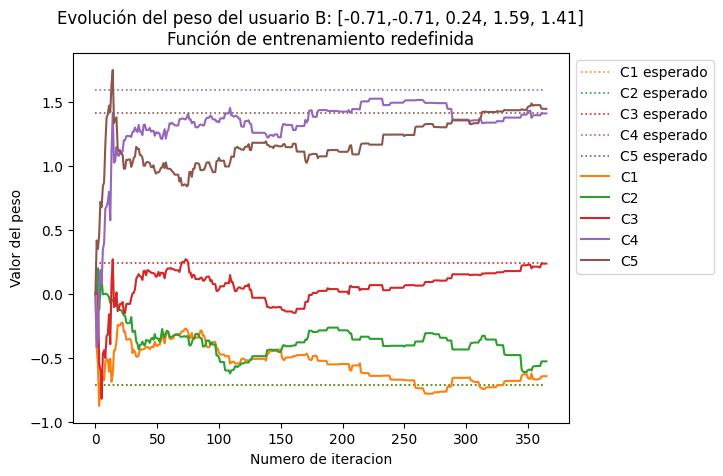 Evolución del peso del usuario B: [-0.71,-0.71, 0.24, 1.59, 1.41]
Función de entrenamiento redefinida
Valor del peso
1.5
1.0
0.5
0.0
−0.5
−1.0
0
50
100
150
200
250
300
350
Numero de iteracion
C1 esperado
C2 esperado
C3 esperado
C4 esperado
C5 esperado
C1
C2
C3
C4
C5